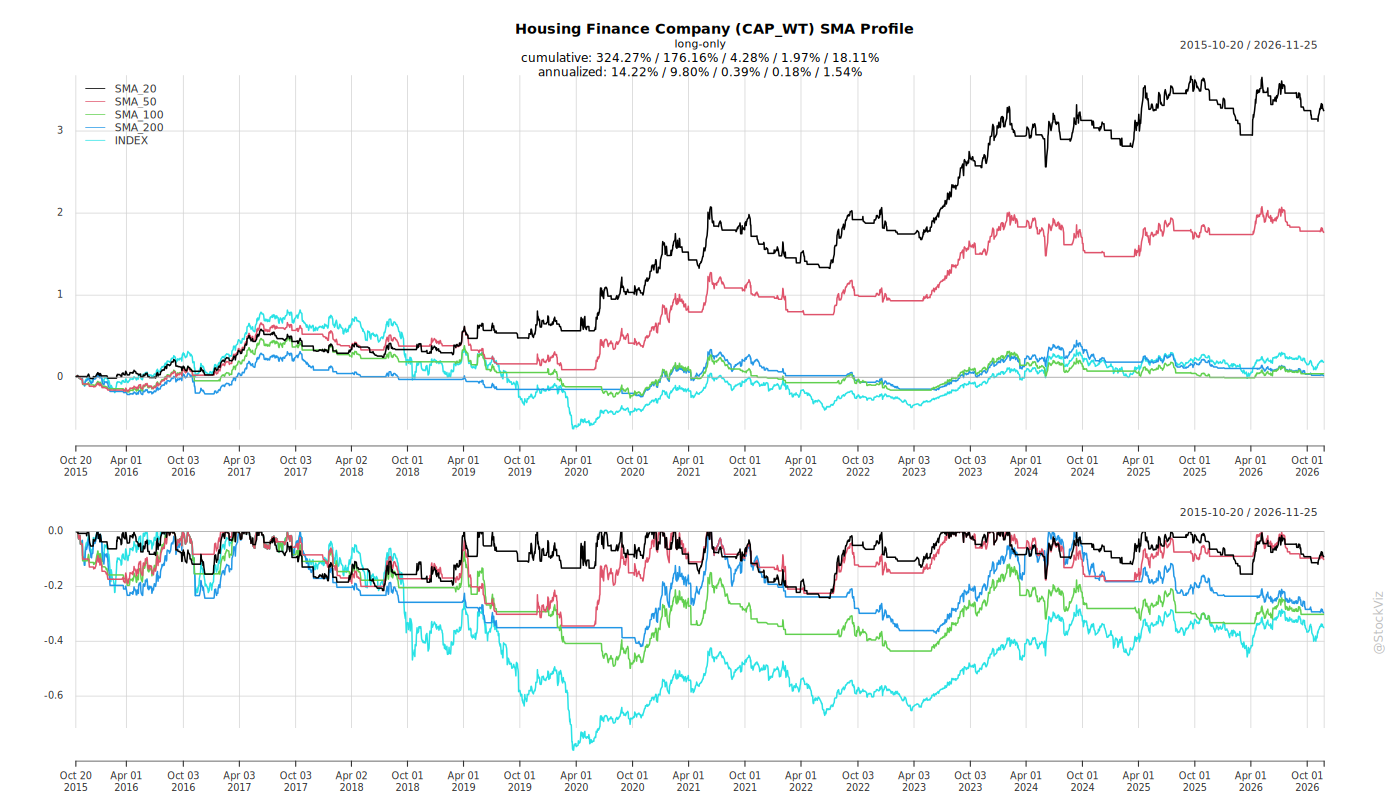 Housing Finance Company (CAP_WT) SMA Profile
long-only
2015-10-20 / 2026-11-25
cumulative: 324.27% / 176.16% / 4.28% / 1.97% / 18.11%
annualized: 14.22% / 9.80% / 0.39% / 0.18% / 1.54%
SMA_20
SMA_50
SMA_100
SMA_200
INDEX
3
2
1
0
Oct 20 Apr 01 Oct 03 Apr 03 Oct 03 Apr 02 Oct 01 Apr 01 Oct 01 Apr 01 Oct 01 Apr 01 Oct 01 Apr 01 Oct 03 Apr 03 Oct 03 Apr 01 Oct 01 Apr 01 Oct 01 Apr 01 Oct 01
2015 2016 2016 2017 2017 2018 2018 2019 2019 2020 2020 2021 2021 2022 2022 2023 2023 2024 2024 2025 2025 2026 2026
2015-10-20 / 2026-11-25
0.0
-0.2
-0.4
-0.6
Oct 20 Apr 01 Oct 03 Apr 03 Oct 03 Apr 02 Oct 01 Apr 01 Oct 01 Apr 01 Oct 01 Apr 01 Oct 01 Apr 01 Oct 03 Apr 03 Oct 03 Apr 01 Oct 01 Apr 01 Oct 01 Apr 01 Oct 01
2015 2016 2016 2017 2017 2018 2018 2019 2019 2020 2020 2021 2021 2022 2022 2023 2023 2024 2024 2025 2025 2026 2026
@StockViz